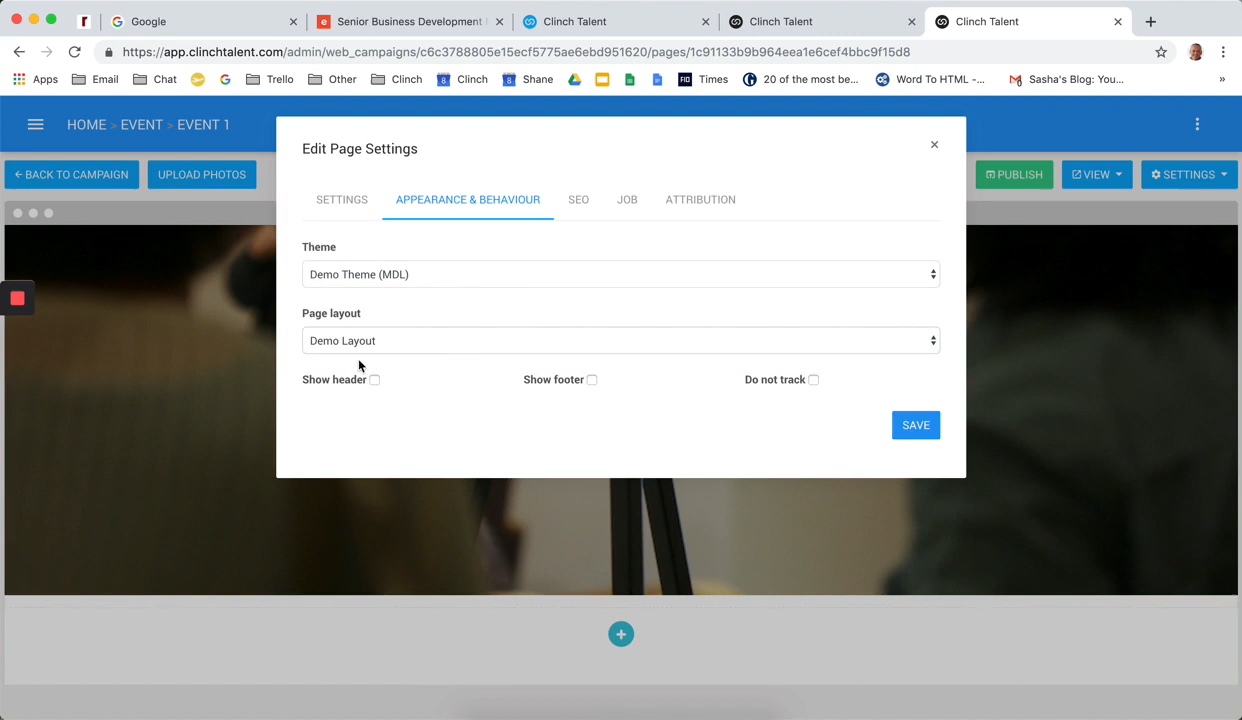 Google
Senior Business Development
Clinch Talent
Clinch Talent
Clinch Talent
https://app.clinchtalent.com/admin/web_campaigns/c6c3788805e15ecf5775ae6ebd951620/pages/1c91133b9b964eea1e6cef4bbc9f15d8
Apps Email Chat Trello Other Clinch Clinch Shane Times 20 of the most be... Word To HTML -... Sasha's Blog: You... »
HOME > EVENT > EVENT 1
BACK TO CAMPAIGN UPLOAD PHOTOS PUBLISH VIEW SETTINGS
Edit Page Settings
SETTINGS APPEARANCE & BEHAVIOUR SEO JOB ATTRIBUTION
Theme
Demo Theme (MDL)
Page layout
Demo Layout
Show header Show footer Do not track
SAVE